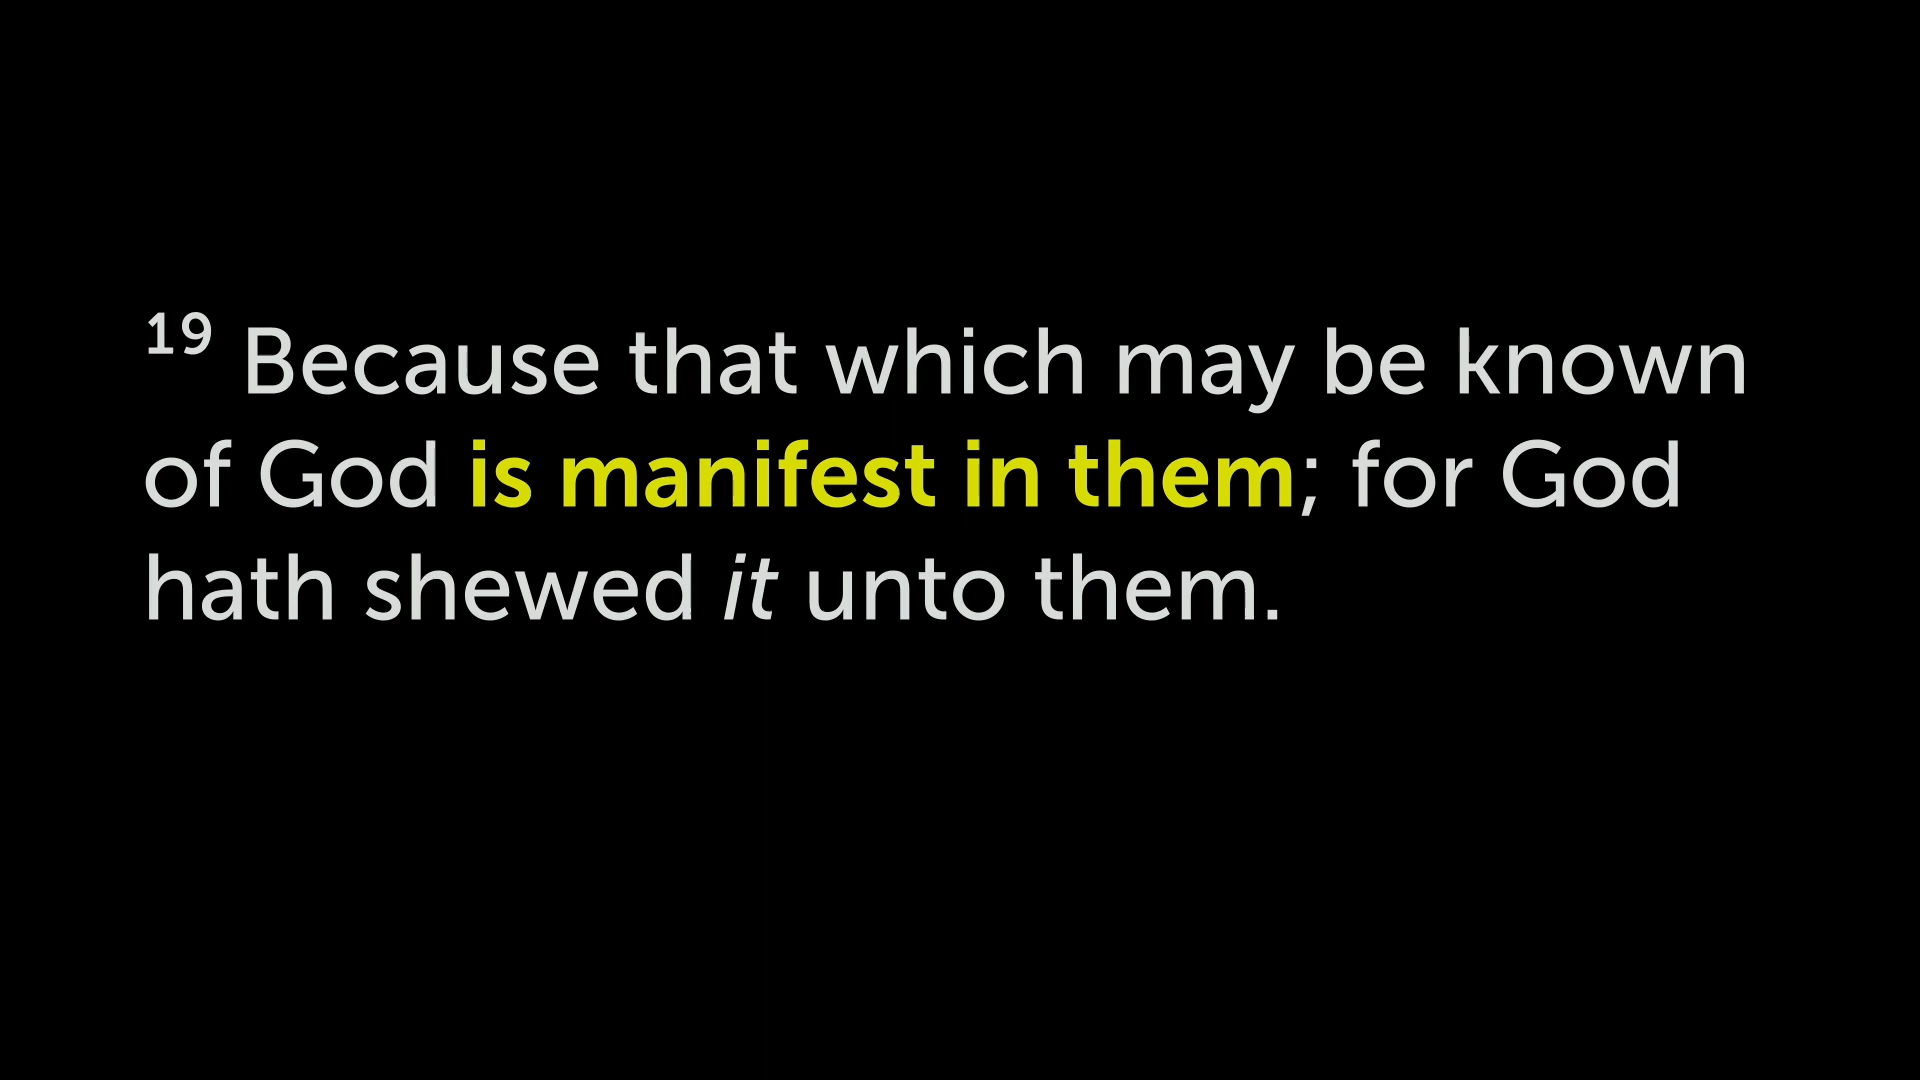 19 Because that which may be known
of God is manifest in them; for God
hath shewed it unto them.